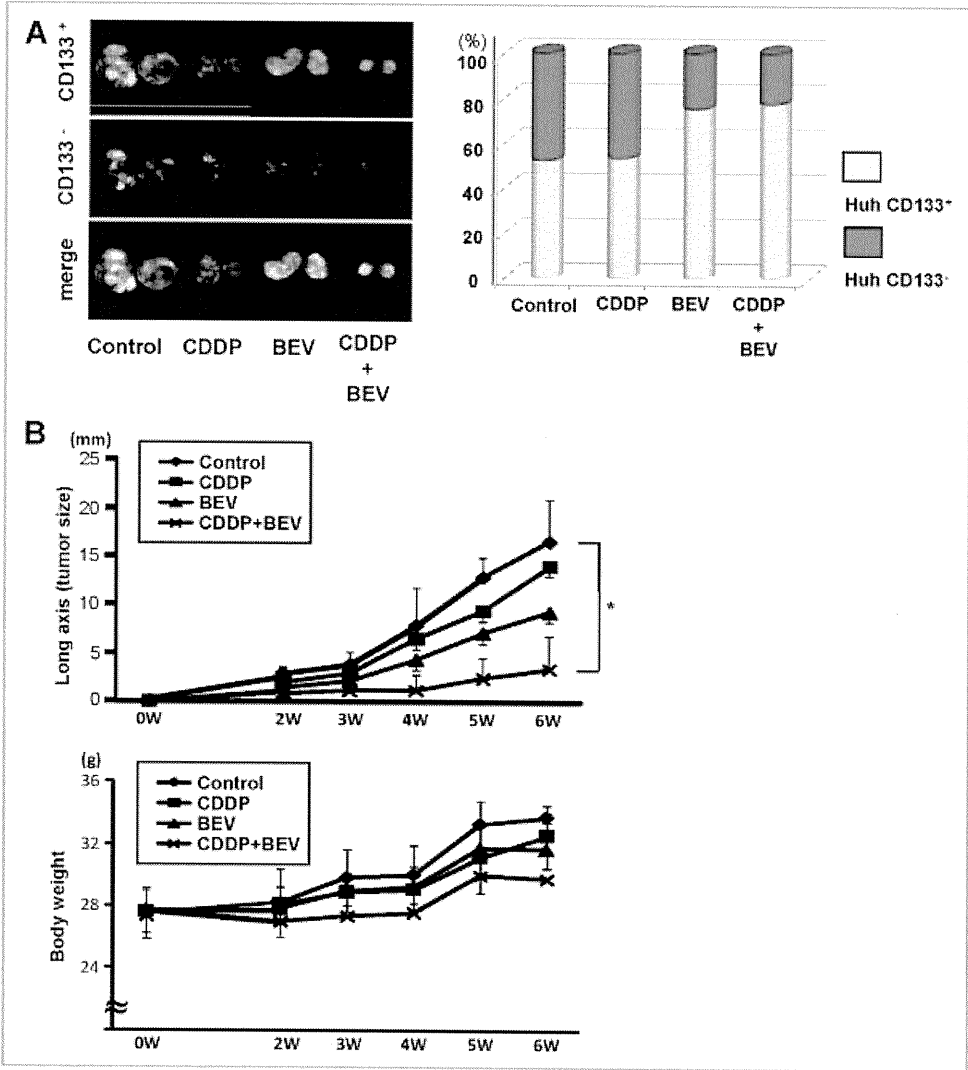 A
CD133 +
CD133 -
merge
Control
CDDP
BEV
CDDP
+
BEV
(%)
100
80
60
40
20
0
Control
CDDP
BEV
CDDP
+
BEV
Huh CD133+
Huh CD133-
B
(mm)
25
20
15
10
5
0
Long axis (tumor size)
Control
CDDP
BEV
CDDP+BEV
*
0W
2W
3W
4W
5W
6W
(g)
36
32
28
24
Body weight
Control
CDDP
BEV
CDDP+BEV
0W
2W
3W
4W
5W
6W